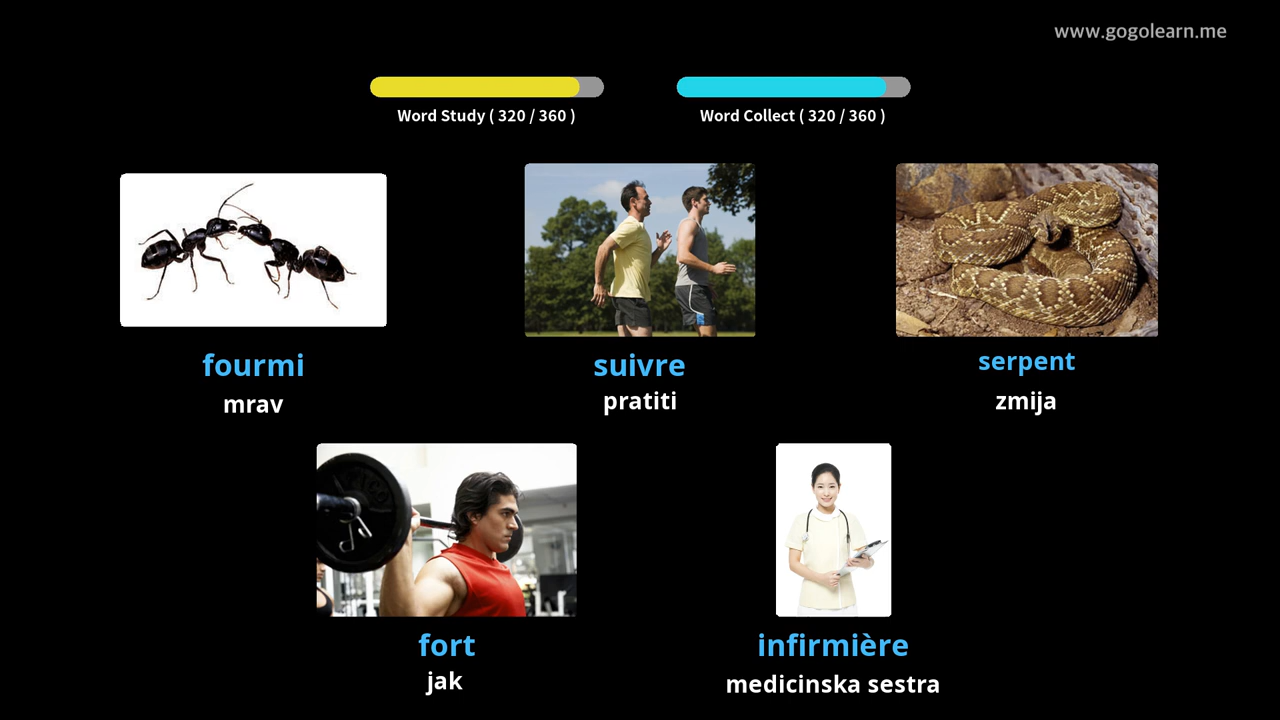 www.gogolearn.me
Word Study ( 320 / 360 )
Word Collect ( 320 / 360 )
fourmi
mrav
suivre
pratiti
serpent
zmija
fort
jak
infirmière
medicinska sestra